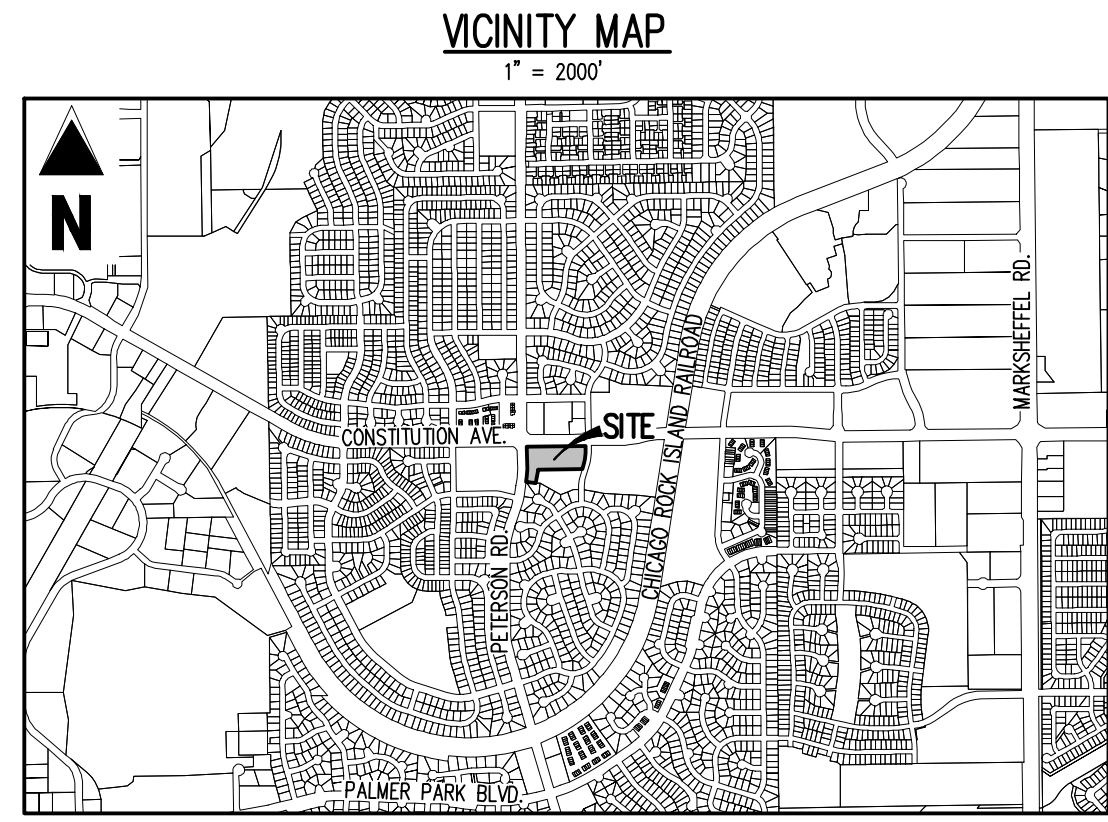 VICINITY MAP
1" = 2000'
N
MARKSHEFFEL RD.
CHICAGO ROCK ISLAND RAILROAD
CONSTITUTION AVE.
SITE
PETERSON RD.
PALMER PARK BLVD.